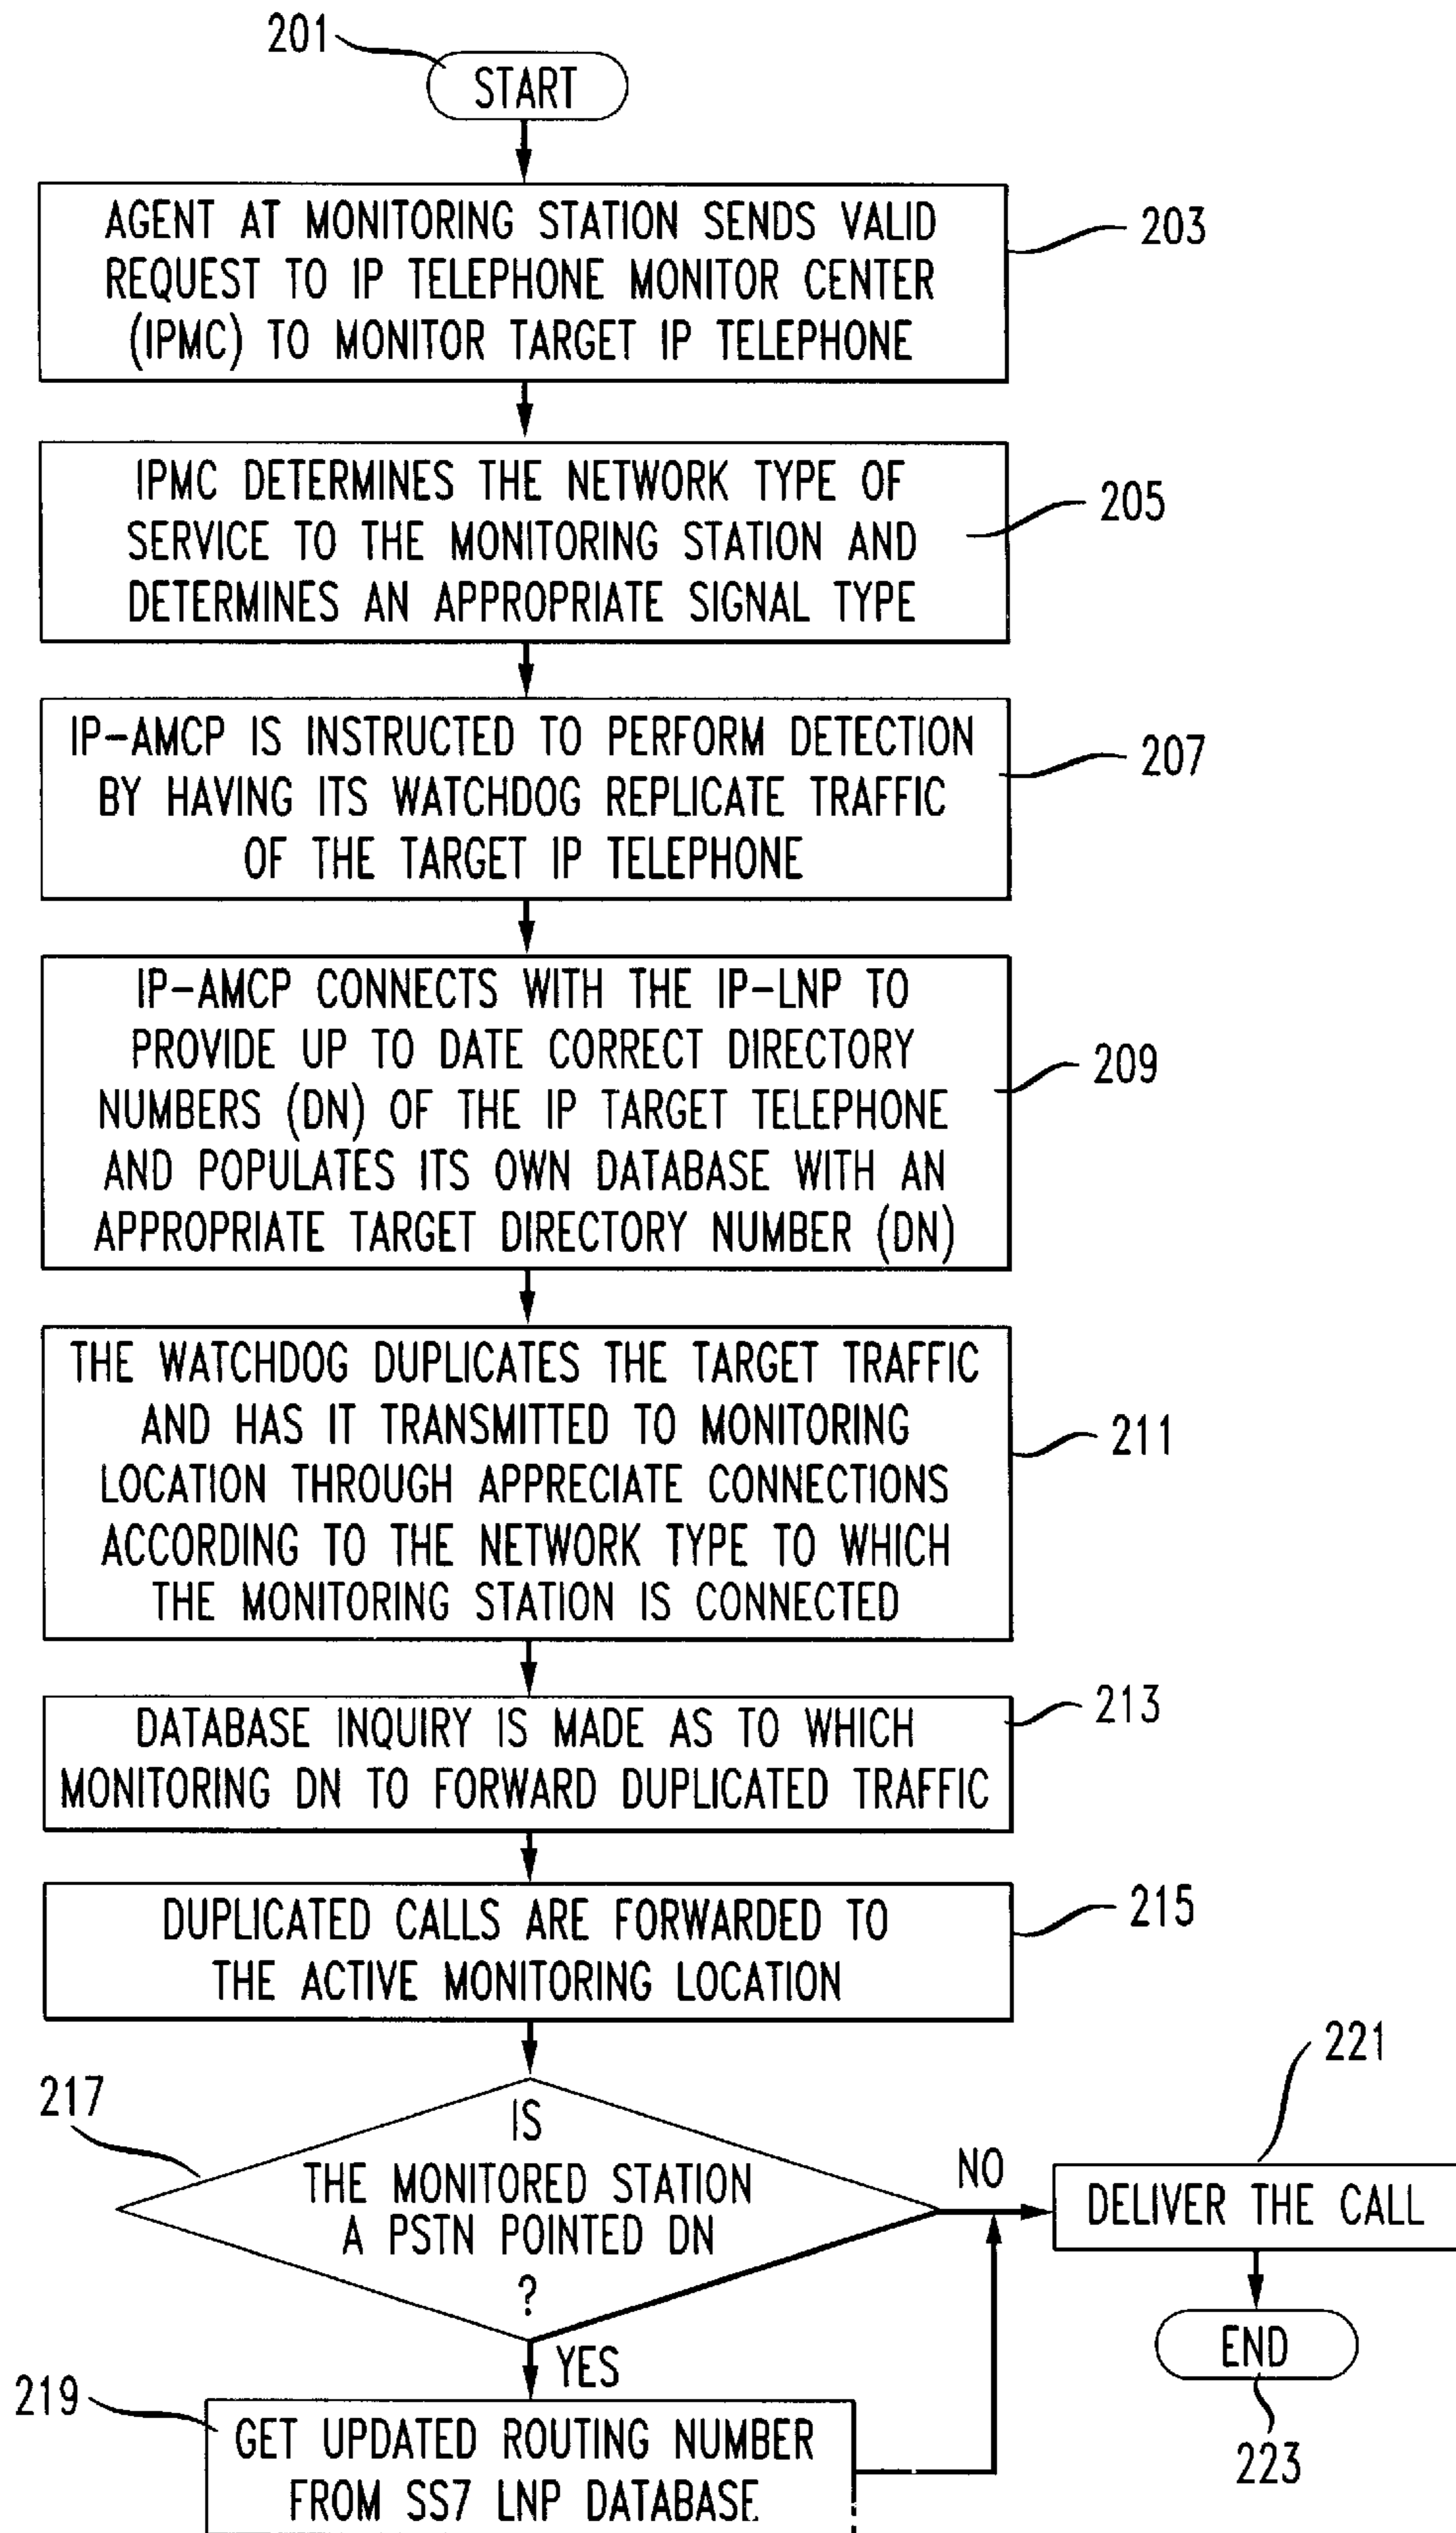 201
START
AGENT AT MONITORING STATION SENDS VALID
REQUEST TO IP TELEPHONE MONITOR CENTER
(IPMC) TO MONITOR TARGET IP TELEPHONE
203
IPMC DETERMINES THE NETWORK TYPE OF
SERVICE TO THE MONITORING STATION AND
DETERMINES AN APPROPRIATE SIGNAL TYPE
205
IP-AMCP IS INSTRUCTED TO PERFORM DETECTION
BY HAVING ITS WATCHDOG REPLICATE TRAFFIC
OF THE TARGET IP TELEPHONE
207
IP-AMCP CONNECTS WITH THE IP-LNP TO
PROVIDE UP TO DATE CORRECT DIRECTORY
NUMBERS (DN) OF THE IP TARGET TELEPHONE
AND POPULATES ITS OWN DATABASE WITH AN
APPROPRIATE TARGET DIRECTORY NUMBER (DN)
209
THE WATCHDOG DUPLICATES THE TARGET TRAFFIC
AND HAS IT TRANSMITTED TO MONITORING
LOCATION THROUGH APPRECIATE CONNECTIONS
ACCORDING TO THE NETWORK TYPE TO WHICH
THE MONITORING STATION IS CONNECTED
211
DATABASE INQUIRY IS MADE AS TO WHICH
MONITORING DN TO FORWARD DUPLICATED TRAFFIC
213
DUPLICATED CALLS ARE FORWARDED TO
THE ACTIVE MONITORING LOCATION
215
217
IS
THE MONITORED STATION
A PSTN POINTED DN
?
NO
YES
221
DELIVER THE CALL
END
223
219
GET UPDATED ROUTING NUMBER
FROM SS7 LNP DATABASE